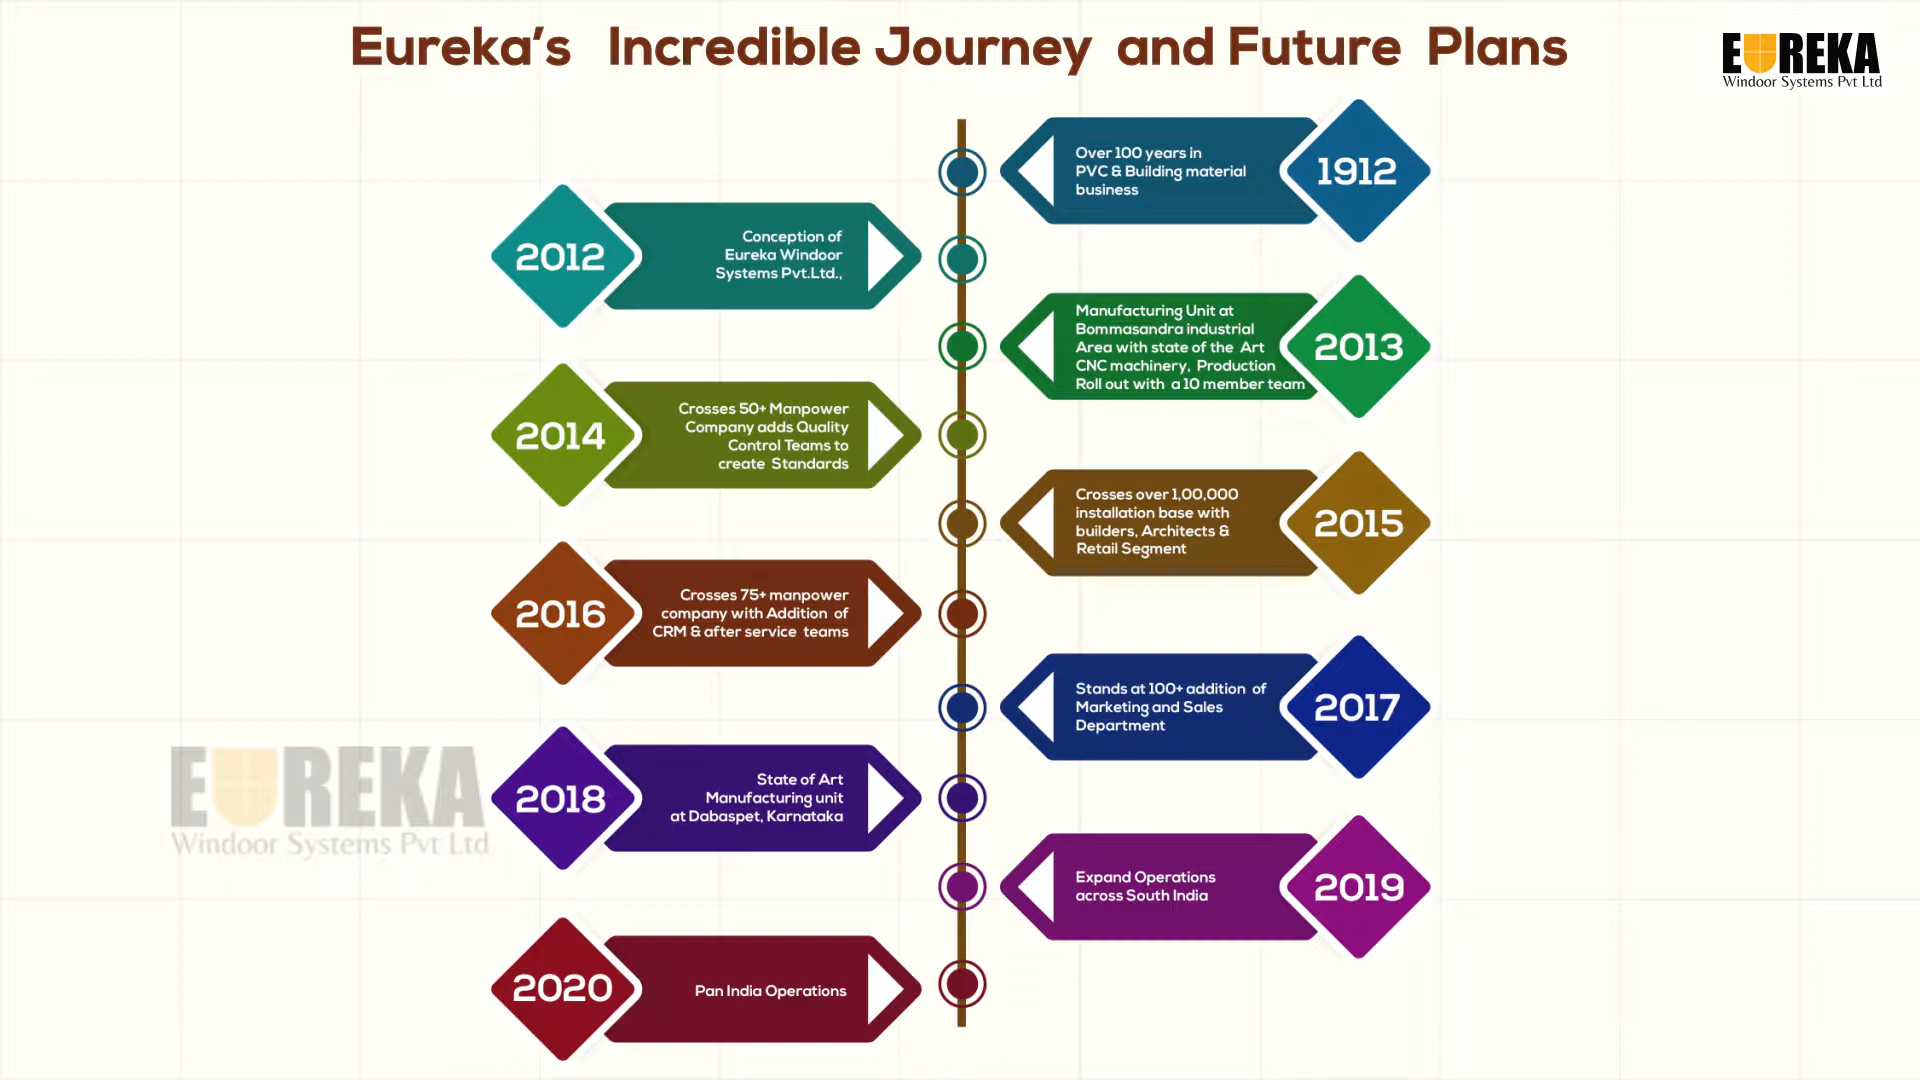 Eureka's Incredible Journey and Future Plans
EUREKA
Windoor Systems Pvt Ltd
Over 100 years in
PVC & Building material
business
1912
2012
Conception of
Eureka Windoor
Systems Pvt.Ltd.,
Manufacturing Unit at
Bommasandra industrial
Area with state of the Art
CNC machinery, Production
Roll out with a 10 member team
2013
2014
Crosses 50+ Manpower
Company adds Quality
Control Teams to
create Standards
Crosses over 1,00,000
installation base with
builders, Architects &
Retail Segment
2015
2016
Crosses 75+ manpower
company with Addition of
CRM & after service teams
Stands at 100+ addition of
Marketing and Sales
Department
2017
EUREKA
Windoor Systems Pvt Ltd
2018
State of Art
Manufacturing unit
at Dabaspet, Karnataka
Expand Operations
across South India
2019
2020
Pan India Operations